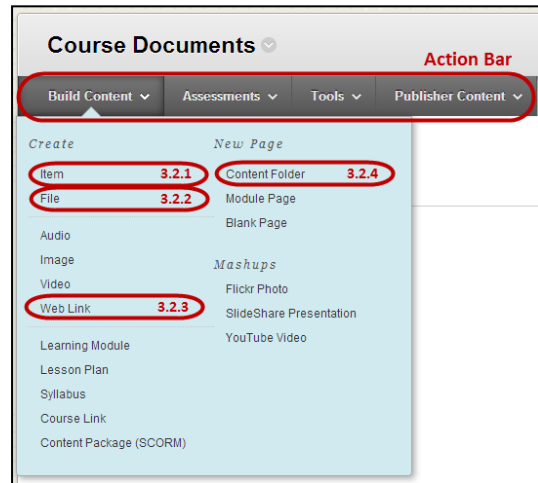 Course Documents
Action Bar
Build Content Assessments Tools Publisher Content
Create
Item 3.2.1
File 3.2.2
Audio
Image
Video
Web Link 3.2.3
Learning Module
Lesson Plan
Syllabus
Course Link
Content Package (SCORM)
New Page
Content Folder 3.2.4
Module Page
Blank Page
Mashups
Flickr Photo
SlideShare Presentation
YouTube Video